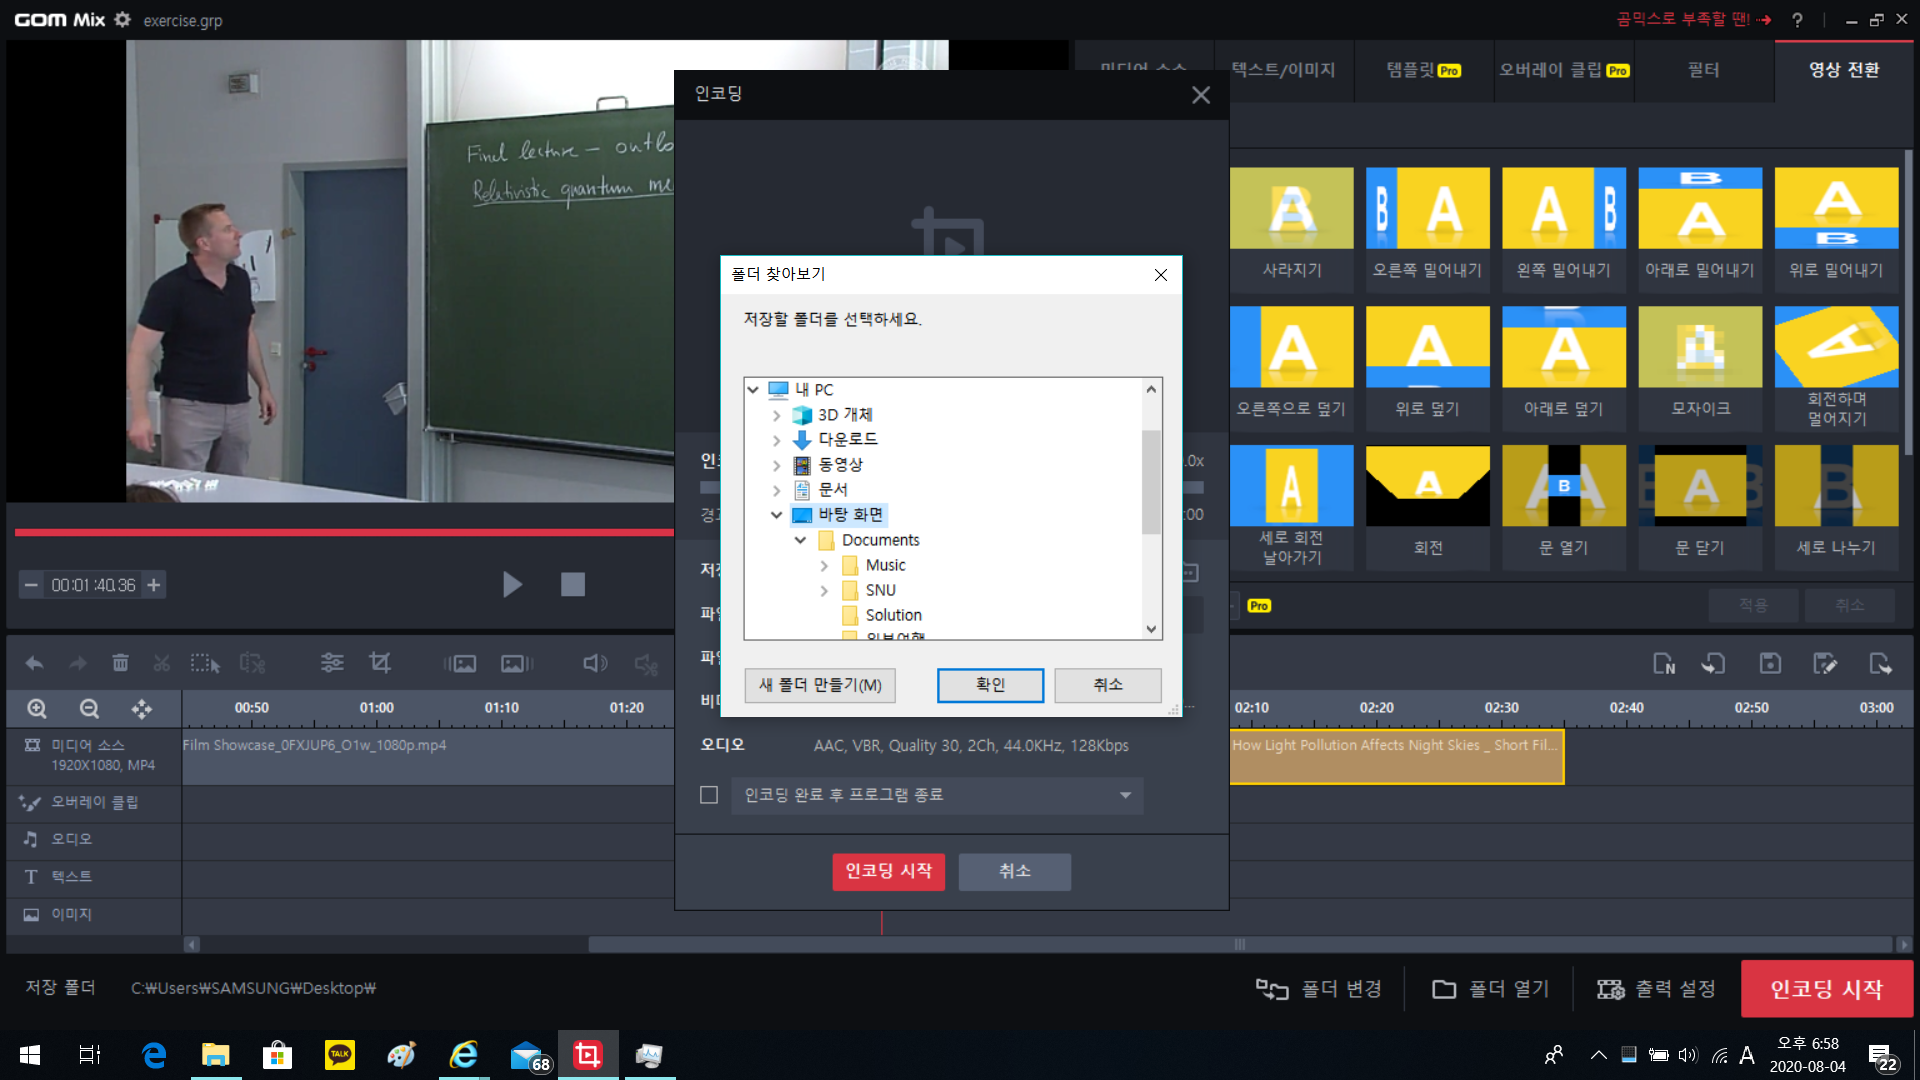 GOM Mix exercise.grp
곰믹스로 부족할 땐!
Final lecture – outlo
Relativistic quantum me
텍스트/이미지
템플릿 Pro
오버레이 클립 Pro
필터
영상 전환
인코딩
사라지기
오른쪽 밀어내기
왼쪽 밀어내기
아래로 밀어내기
위로 밀어내기
오른쪽으로 덮기
위로 덮기
아래로 덮기
모자이크
회전하며
멀어지기
세로 회전
날아가기
회전
문 열기
문 닫기
세로 나누기
Pro
적용
취소
폴더 찾아보기
저장할 폴더를 선택하세요.
내 PC
3D 개체
다운로드
동영상
문서
바탕 화면
Documents
Music
SNU
Solution
새 폴더 만들기(M)
확인
취소
오디오 AAC, VBR, Quality 30, 2Ch, 44.0KHz, 128Kbps
인코딩 완료 후 프로그램 종료
인코딩 시작
취소
00:01:40.36
00:50 01:00 01:10 01:20 02:10 02:20 02:30 02:40 02:50 03:00
미디어 소스
1920X1080, MP4
Film Showcase_0FXJUP6_O1w_1080p.mp4
How Light Pollution Affects Night Skies _ Short Fil...
오버레이 클립
오디오
텍스트
이미지
저장 폴더 C:₩Users₩SAMSUNG₩Desktop₩
폴더 변경
폴더 열기
출력 설정
인코딩 시작
TALK
68
A
오후 6:58
2020-08-04
22